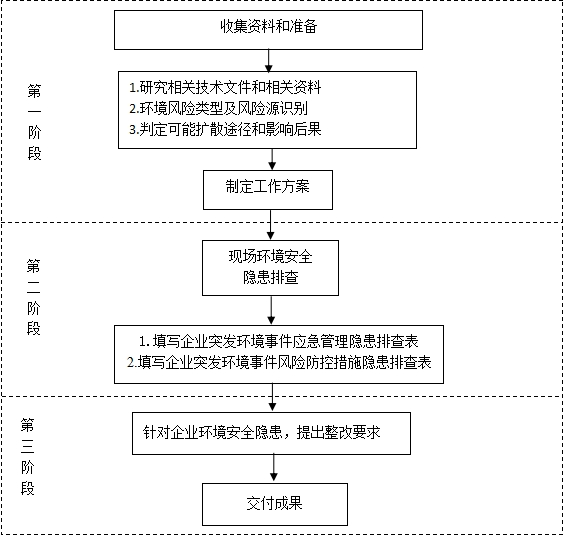 收集资料和准备
第一阶段
1.研究相关技术文件和相关资料
2.环境风险类型及风险源识别
3.判定可能扩散途径和影响后果
制定工作方案
第二阶段
现场环境安全
隐患排查
1.填写企业突发环境事件应急管理隐患排查表
2.填写企业突发环境事件风险防控措施隐患排查表
第三阶段
针对企业环境安全隐患，提出整改要求
交付成果